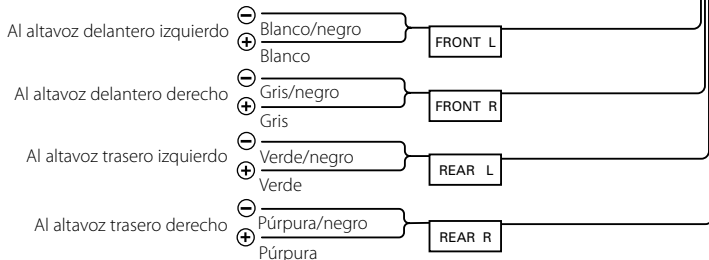 Al altavoz delantero izquierdo
⊖
⊕
Blanco/negro
Blanco
FRONT L
Al altavoz delantero derecho
⊖
⊕
Gris/negro
Gris
FRONT R
Al altavoz trasero izquierdo
⊖
⊕
Verde/negro
Verde
REAR L
Al altavoz trasero derecho
⊖
⊕
Púrpura/negro
Púrpura
REAR R